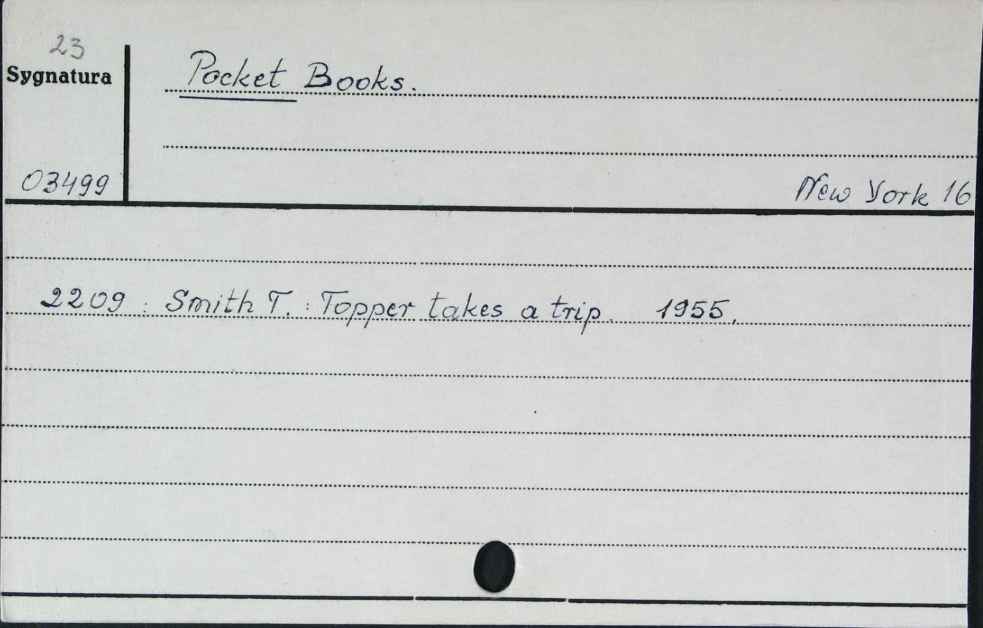 23
Sygnatura
Pocket Books.
03499
New York 16
2209 : Smith T. : Topper takes a trip. 1955.